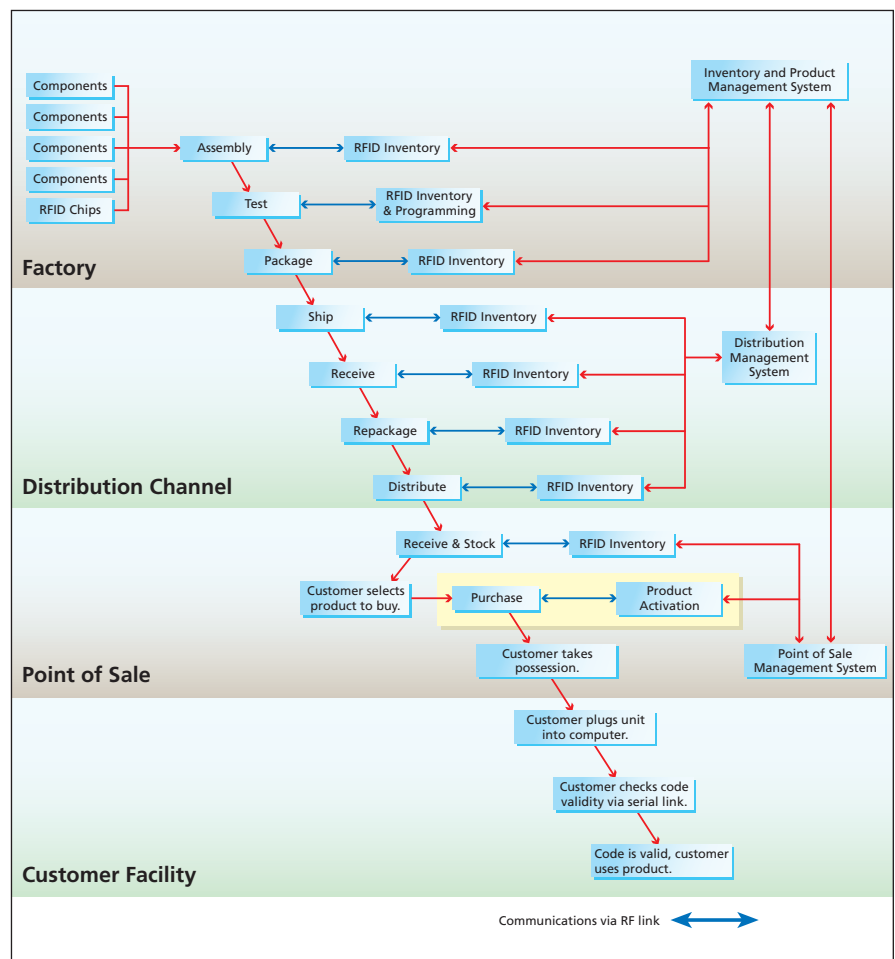 Components
Components
Components
Components
RFID Chips
Assembly
RFID Inventory
Inventory and Product
Management System
Test
RFID Inventory
& Programming
Package
RFID Inventory
Factory
Ship
RFID Inventory
Receive
RFID Inventory
Distribution
Management
System
Repackage
RFID Inventory
Distribute
RFID Inventory
Distribution Channel
Receive & Stock
RFID Inventory
Customer selects
product to buy.
Purchase
Product
Activation
Customer takes
possession.
Point of Sale
Management System
Point of Sale
Customer plugs unit
into computer.
Customer checks code
validity via serial link.
Code is valid, customer
uses product.
Customer Facility
Communications via RF link